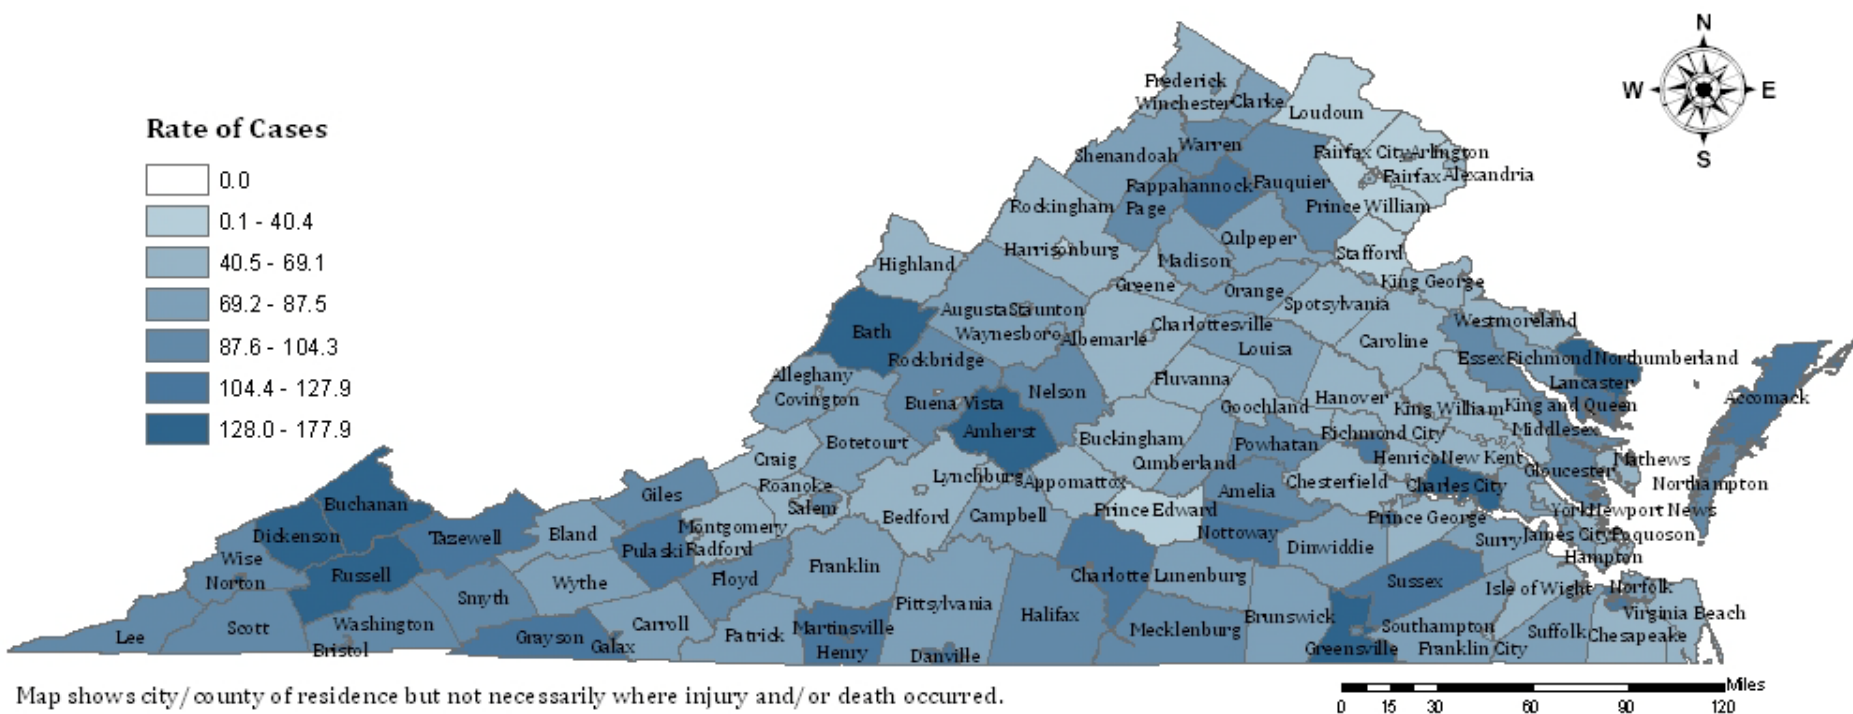 N
W E
S
Rate of Cases
0.0
0.1 - 40.4
40.5 - 69.1
69.2 - 87.5
87.6 - 104.3
104.4 - 127.9
128.0 - 177.9
Frederick
Winchester
Clarke
Loudoun
Shenandoah
Warren
Fairfax City
Arlington
Fairfax
Alexandria
Rappahannock
Fauquier
Rockingham
Page
Prince William
Harrisonburg
Culpeper
Stafford
Highland
Madison
Greene
King George
Orange
Spotsylvania
Augusta
Staunton
Westmoreland
Bath
Waynesboro
Albemarle
Charlottesville
Louisa
Caroline
Rockbridge
Essex
Richmond
Northumberland
Alleghany
Fluvanna
Lancaster
Covington
Buena Vista
Nelson
Goochland
Hanover
King William
King and Queen
Accomack
Amherst
Buckingham
Powhatan
Richmond City
Middlesex
Botetourt
Craig
Cumberland
Henrico
New Kent
Mathews
Gloucester
Roanoke
Lynchburg
Appomattox
Chesterfield
Charles City
Northampton
Giles
Salem
Amelia
Buchanan
Montgomery
Bedford
Campbell
Prince Edward
Prince George
York
Newport News
Dickenson
Tazewell
Bland
Pulaski
Radford
Nottoway
Dinwiddie
Surry
James City
Poquoson
Wise
Norton
Russell
Wythe
Floyd
Franklin
Charlotte
Lunenburg
Sussex
Hampton
Isle of Wight
Norfolk
Smyth
Pittsylvania
Halifax
Brunswick
Virginia Beach
Lee
Scott
Washington
Grayson
Galax
Carroll
Patrick
Martinsville
Mecklenburg
Southampton
Suffolk
Chesapeake
Bristol
Henry
Danville
Greensville
Franklin City
Map shows city/county of residence but not necessarily where injury and/or death occurred.
Miles
0 15 30 60 90 120